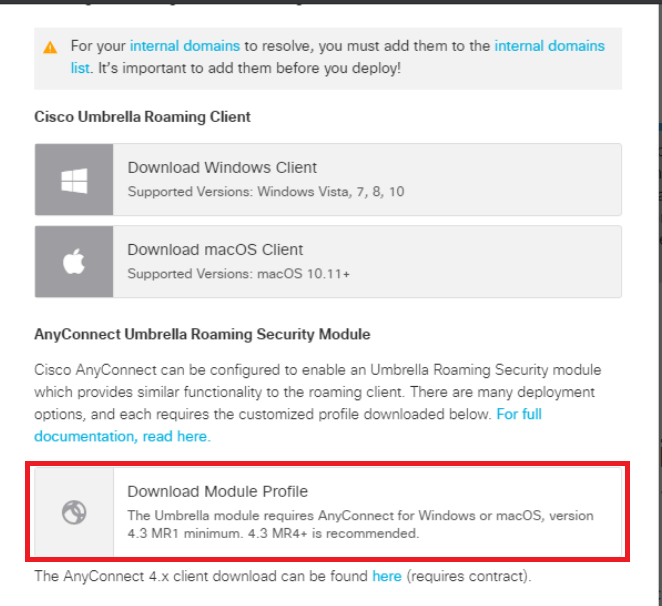 For your internal domains to resolve, you must add them to the internal domains
list. It's important to add them before you deploy!
Cisco Umbrella Roaming Client
Download Windows Client
Supported Versions: Windows Vista, 7, 8, 10
Download macOS Client
Supported Versions: macOS 10.11+
AnyConnect Umbrella Roaming Security Module
Cisco AnyConnect can be configured to enable an Umbrella Roaming Security module
which provides similar functionality to the roaming client. There are many deployment
options, and each requires the customized profile downloaded below. For full
documentation, read here.
Download Module Profile
The Umbrella module requires AnyConnect for Windows or macOS, version
4.3 MR1 minimum. 4.3 MR4+ is recommended.
The AnyConnect 4.x client download can be found here (requires contract).